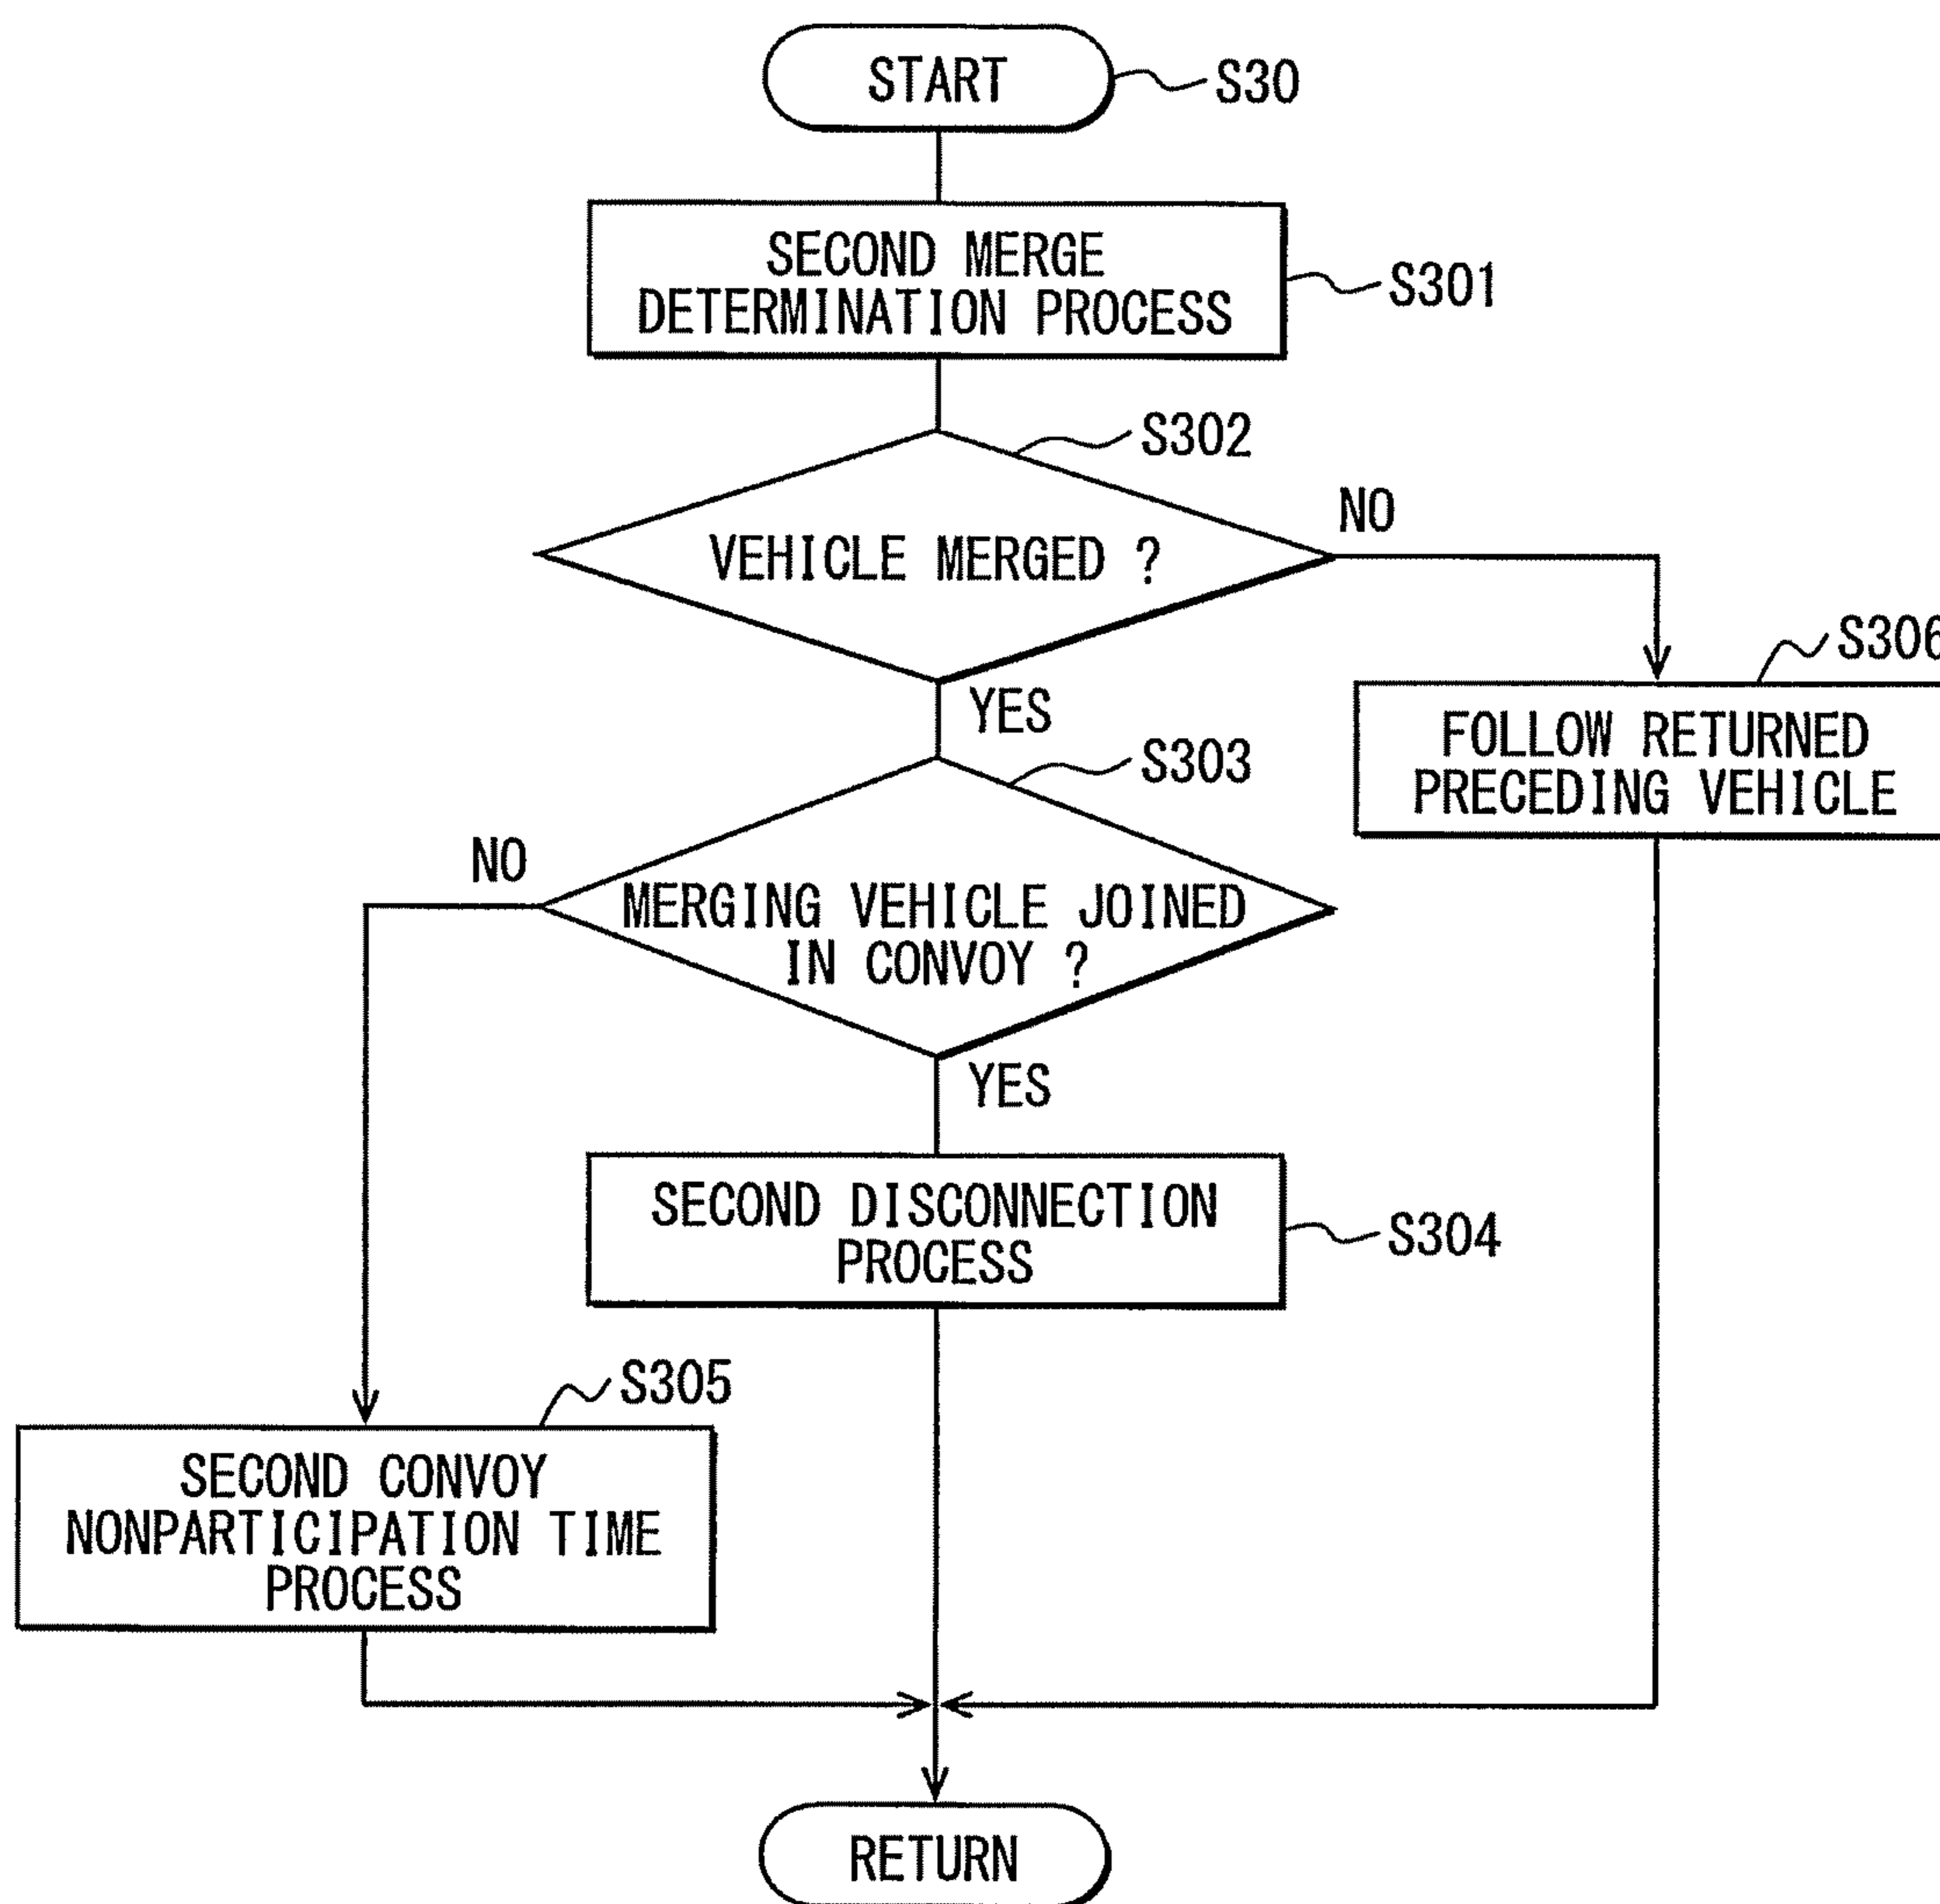 START
S30
SECOND MERGE
DETERMINATION PROCESS
S301
S302
VEHICLE MERGED ?
NO
YES
S306
FOLLOW RETURNED
PRECEDING VEHICLE
S303
NO
MERGING VEHICLE JOINED
IN CONVOY ?
YES
SECOND DISCONNECTION
PROCESS
S304
S305
SECOND CONVOY
NONPARTICIPATION TIME
PROCESS
RETURN